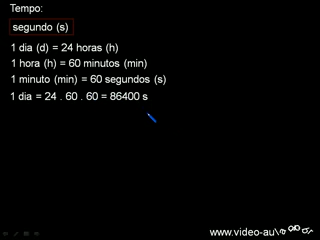 Tempo:
segundo (s)
1 dia (d) = 24 horas (h)
1 hora (h) = 60 minutos (min)
1 minuto (min) = 60 segundos (s)
1 dia = 24 . 60 . 60 = 86400 s